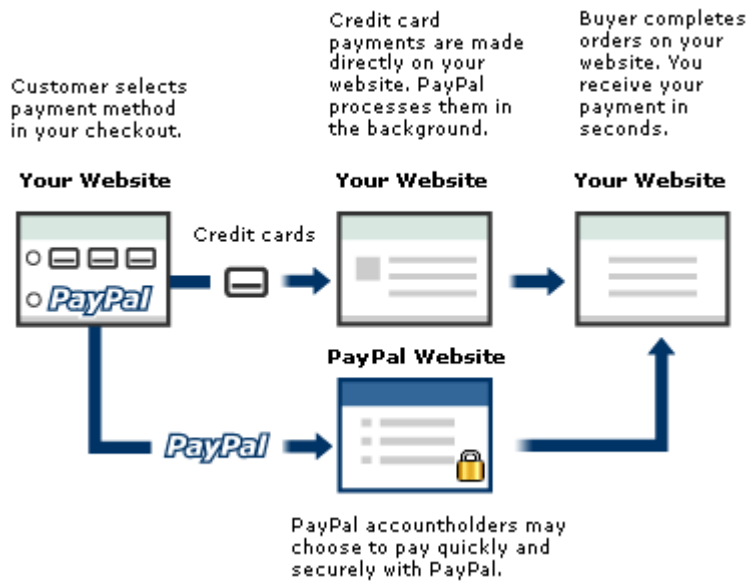 Customer selects
payment method
in your checkout.
Credit card
payments are made
directly on your
website. PayPal
processes them in
the background.
Buyer completes
orders on your
website. You
receive your
payment in
seconds.
Your Website
Your Website
Your Website
Credit cards
PayPal
PayPal Website
PayPal
PayPal accountholders may
choose to pay quickly and
securely with PayPal.